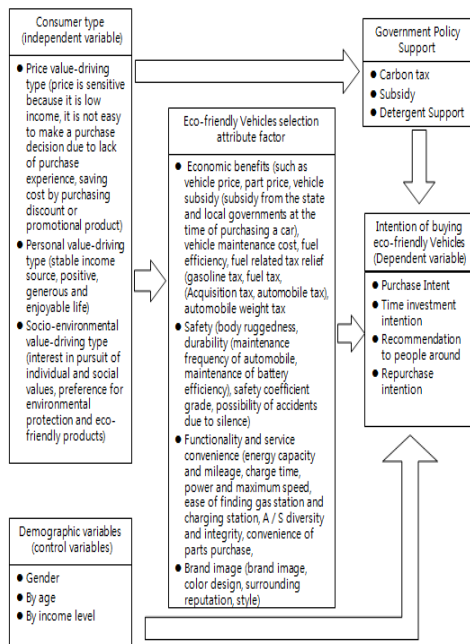 Consumer type
(independent variable)
● Price value-driving
type (price is sensitive
because it is low
income, it is not easy
to make a purchase
decision due to lack
of purchase
experience, saving
cost by purchasing
discount or
promotional product)
● Personal value-driving
type (stable income
source, positive,
generous and
enjoyable life)
● Socio-environmental
value-driving type
(interest in pursuit of
individual and social
values, preference for
environmental
protection and eco-
friendly products)
Demographic variables
(control variables)
● Gender
● By age
● By income level
Eco-friendly Vehicles selection
attribute factor
● Economic benefits (such as
vehicle price, part price, vehicle
subsidy (subsidy from the state
and local governments at the
time of purchasing a car),
vehicle maintenance cost, fuel
efficiency, fuel related tax relief
(gasoline tax, fuel tax,
(Acquisition tax, automobile tax),
automobile weight tax
● Safety (body ruggedness,
durability (maintenance
frequency of automobile,
maintenance of battery
efficiency), safety coefficient
grade, possibility of accidents
due to silence)
● Functionality and service
convenience (energy capacity
and mileage, charge time,
power and maximum speed,
ease of finding gas station and
charging station, A / S diversity
and integrity, convenience of
parts purchase,
● Brand image (brand image,
color design, surrounding
reputation, style)
Government Policy
Support
● Carbon tax
● Subsidy
● Detergent Support
Intention of buying
eco-friendly Vehicles
(Dependent variable)
● Purchase Intent
● Time investment
intention
● Recommendation
to people around
● Repurchase
intention